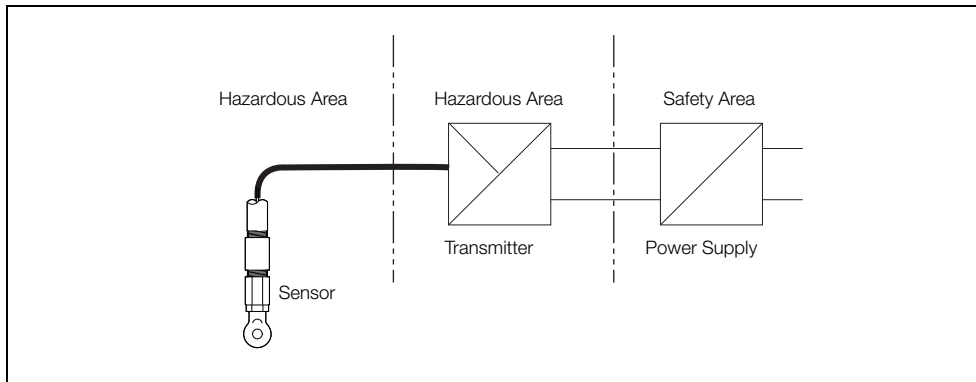 Hazardous Area
Hazardous Area
Safety Area
Transmitter
Power Supply
Sensor